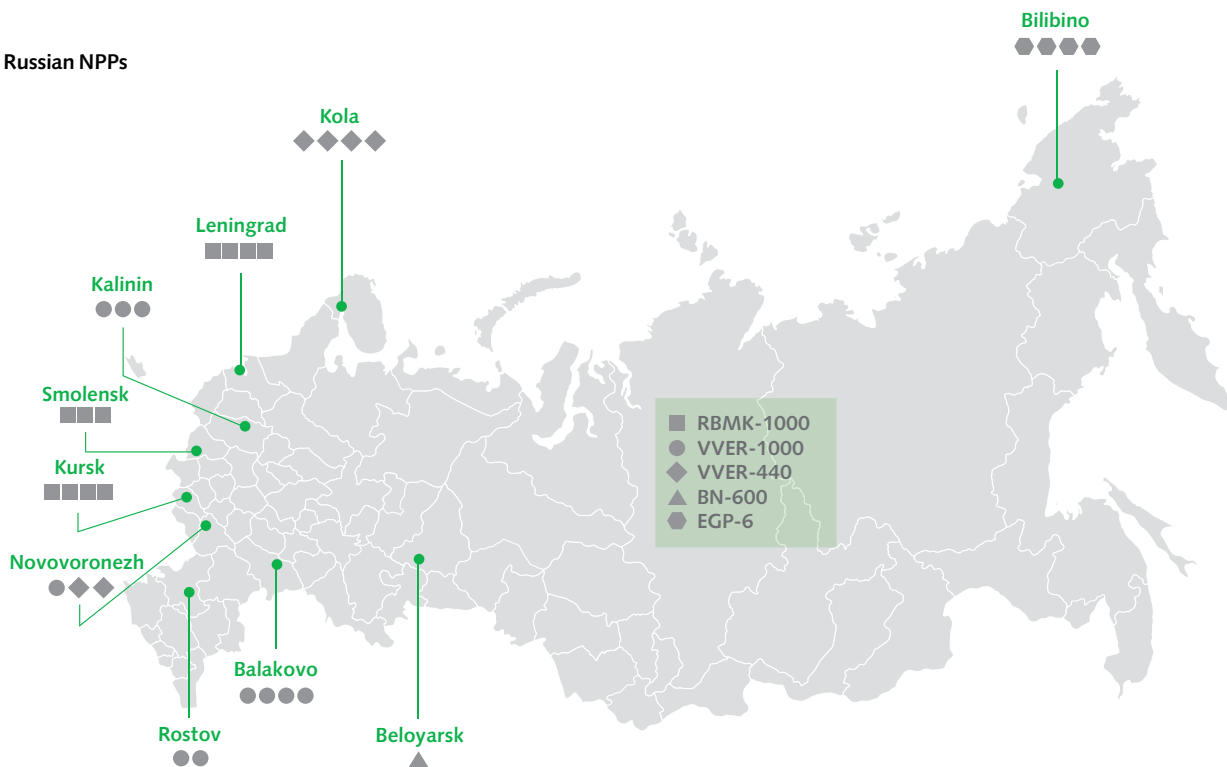 Bilibino
Russian NPPs
Kola
Leningrad
Kalinin
Smolensk
Kursk
Novovoronezh
Balakovo
Rostov
Beloyarsk
RBMK-1000
VVER-1000
VVER-440
BN-600
EGP-6